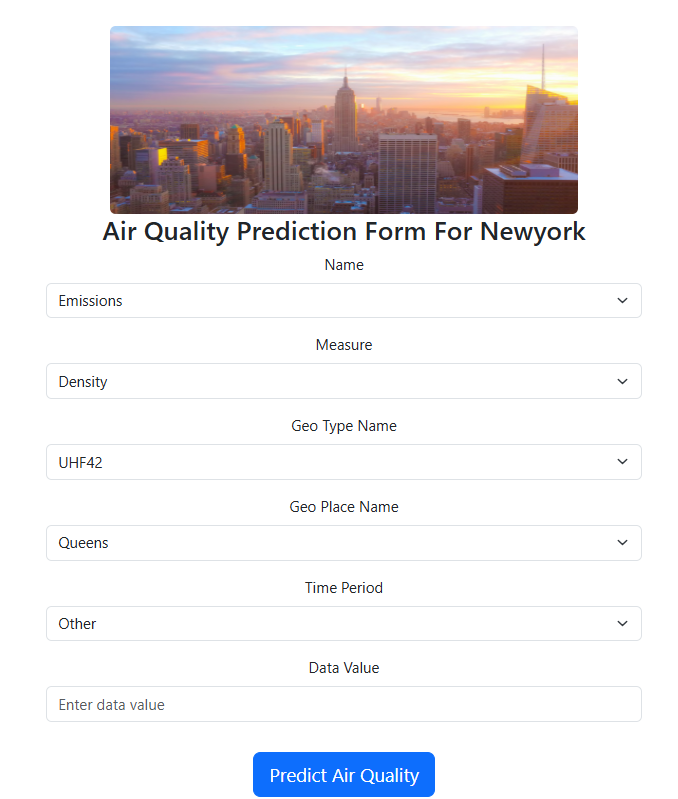 Air Quality Prediction Form For Newyork
Name
Emissions
Measure
Density
Geo Type Name
UHF42
Geo Place Name
Queens
Time Period
Other
Data Value
Enter data value
Predict Air Quality